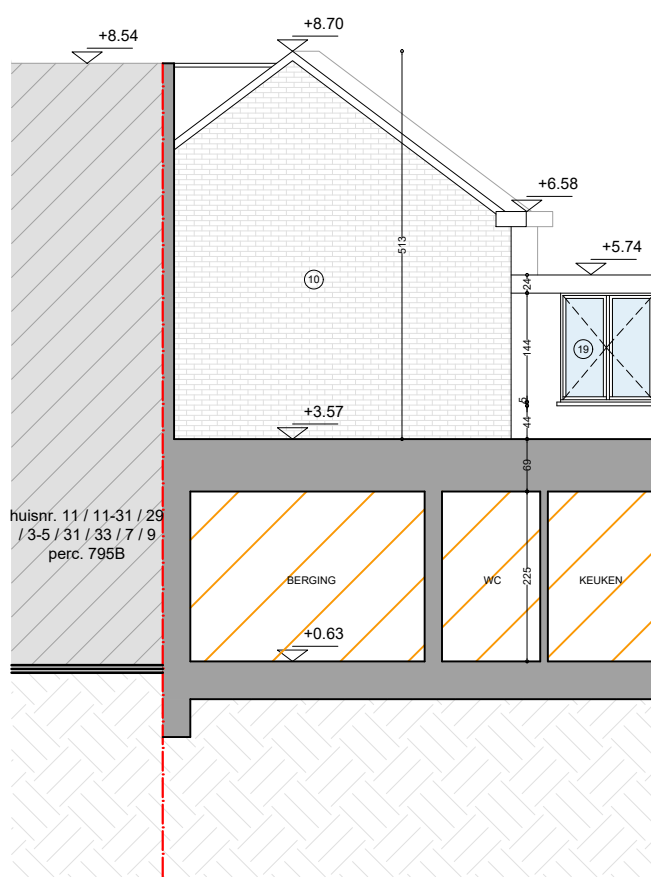 +8.70
+8.54
+6.58
+5.74
513
24
10
144
19
5
44
+3.57
69
huisnr. 11 / 11-31 / 29
/ 3-5 / 31 / 33 / 7 / 9
perc. 795B
BERGING
WC
225
KEUKEN
+0.63